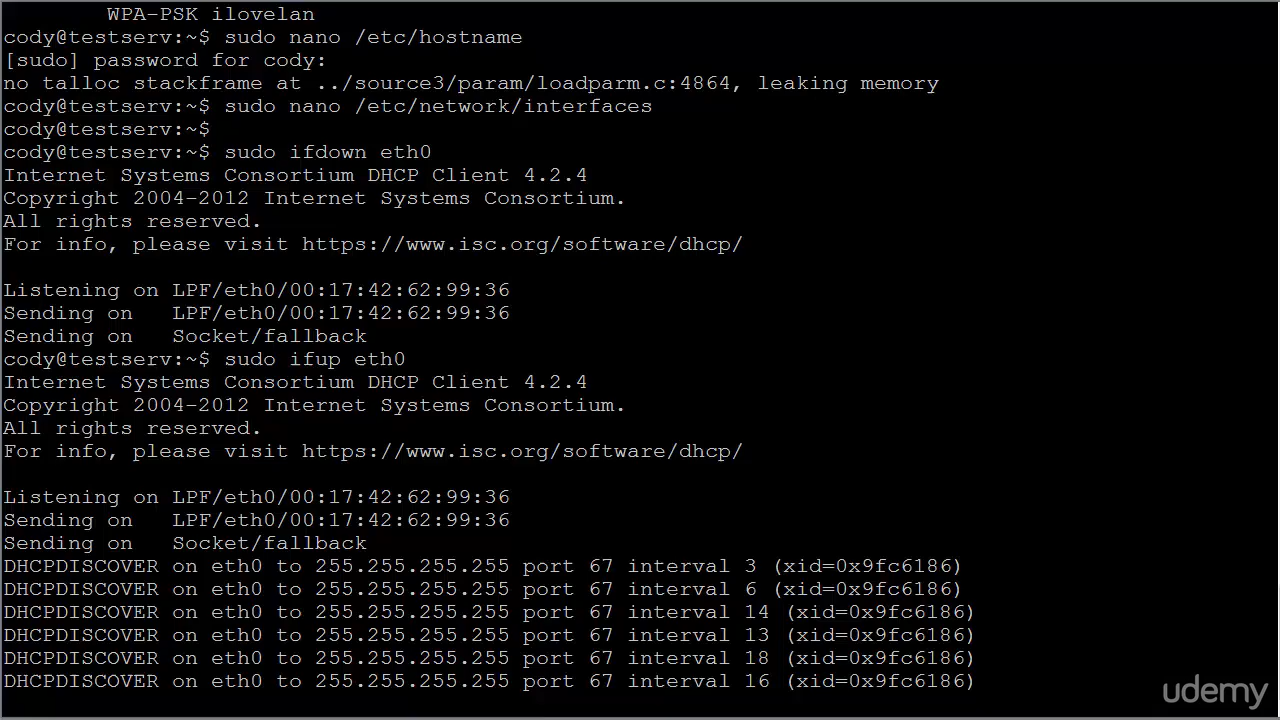 WPA-PSK ilovelan
cody@testserv:~$ sudo nano /etc/hostname
[sudo] password for cody:
no talloc stackframe at ../source3/param/loadparm.c:4864, leaking memory
cody@testserv:~$ sudo nano /etc/network/interfaces
cody@testserv:~$
cody@testserv:~$ sudo ifdown eth0
Internet Systems Consortium DHCP Client 4.2.4
Copyright 2004-2012 Internet Systems Consortium.
All rights reserved.
For info, please visit https://www.isc.org/software/dhcp/
Listening on LPF/eth0/00:17:42:62:99:36
Sending on   LPF/eth0/00:17:42:62:99:36
Sending on   Socket/fallback
cody@testserv:~$ sudo ifup eth0
Internet Systems Consortium DHCP Client 4.2.4
Copyright 2004-2012 Internet Systems Consortium.
All rights reserved.
For info, please visit https://www.isc.org/software/dhcp/
Listening on LPF/eth0/00:17:42:62:99:36
Sending on   LPF/eth0/00:17:42:62:99:36
Sending on   Socket/fallback
DHCPDISCOVER on eth0 to 255.255.255.255 port 67 interval 3 (xid=0x9fc6186)
DHCPDISCOVER on eth0 to 255.255.255.255 port 67 interval 6 (xid=0x9fc6186)
DHCPDISCOVER on eth0 to 255.255.255.255 port 67 interval 14 (xid=0x9fc6186)
DHCPDISCOVER on eth0 to 255.255.255.255 port 67 interval 13 (xid=0x9fc6186)
DHCPDISCOVER on eth0 to 255.255.255.255 port 67 interval 18 (xid=0x9fc6186)
DHCPDISCOVER on eth0 to 255.255.255.255 port 67 interval 16 (xid=0x9fc6186)
udemy